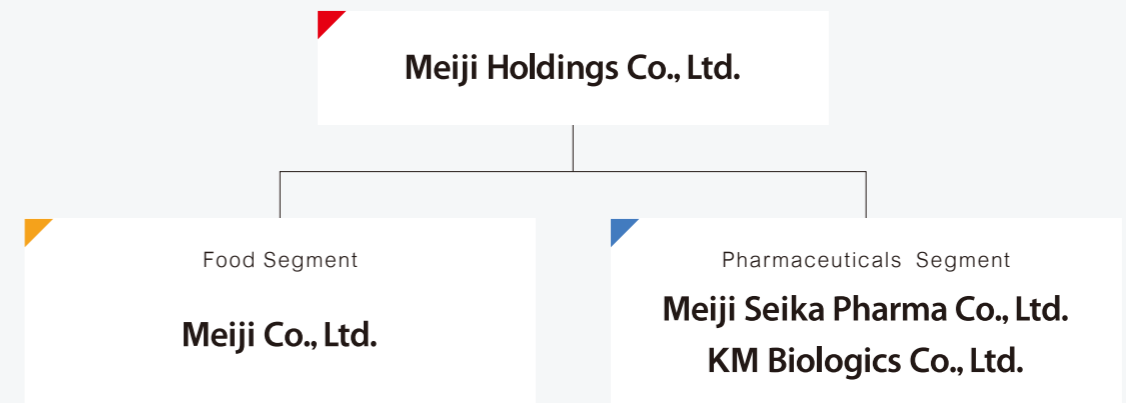 Meiji Holdings Co., Ltd.
Food Segment
Meiji Co., Ltd.
Pharmaceuticals Segment
Meiji Seika Pharma Co., Ltd.
KM Biologics Co., Ltd.